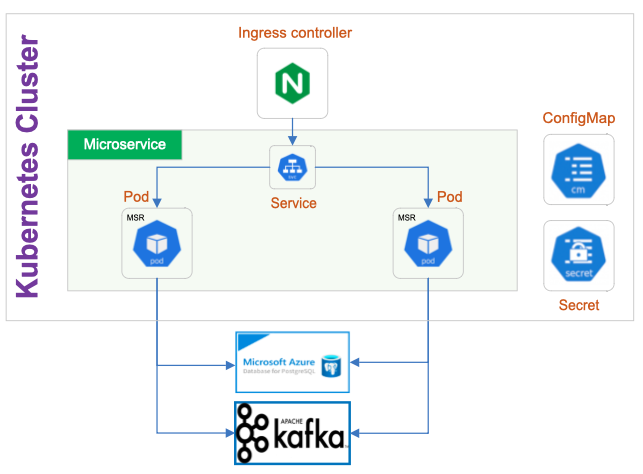 Ingress controller
Kubernetes Cluster
ConfigMap
Microservice
cm
Service
Pod
Pod
MSR
MSR
pod
pod
secret
Secret
Microsoft Azure
Database for PostgreSQL
APACHE
kafka